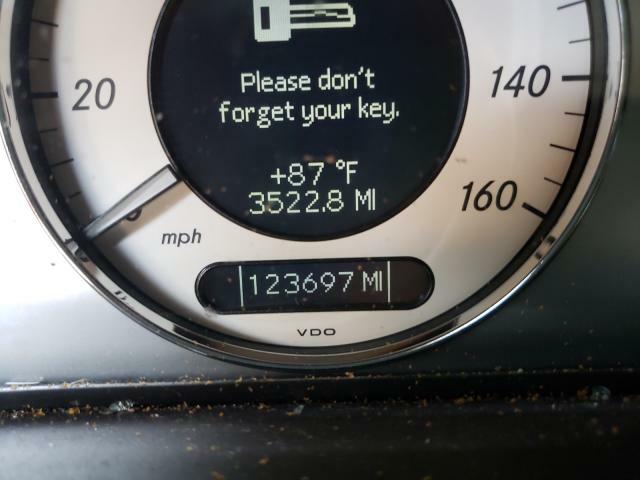 Please don't
forget your key.
20
140
+87 °F
3522.8 MI
160
mph
123697 MI
VDO